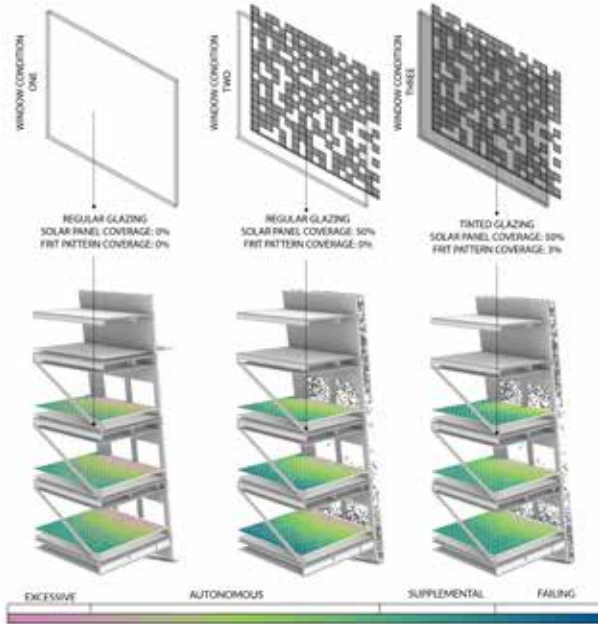 WINDOW CONDITION
ONE
WINDOW CONDITION
TWO
WINDOW CONDITION
THREE
REGULAR GLAZING
SOLAR PANEL COVERAGE: 0%
FRIT PATTERN COVERAGE: 0%
REGULAR GLAZING
SOLAR PANEL COVERAGE: 50%
FRIT PATTERN COVERAGE: 0%
TINTED GLAZING
SOLAR PANEL COVERAGE: 50%
FRIT PATTERN COVERAGE: 3%
EXCESSIVE
AUTONOMOUS
SUPPLEMENTAL
FAILING